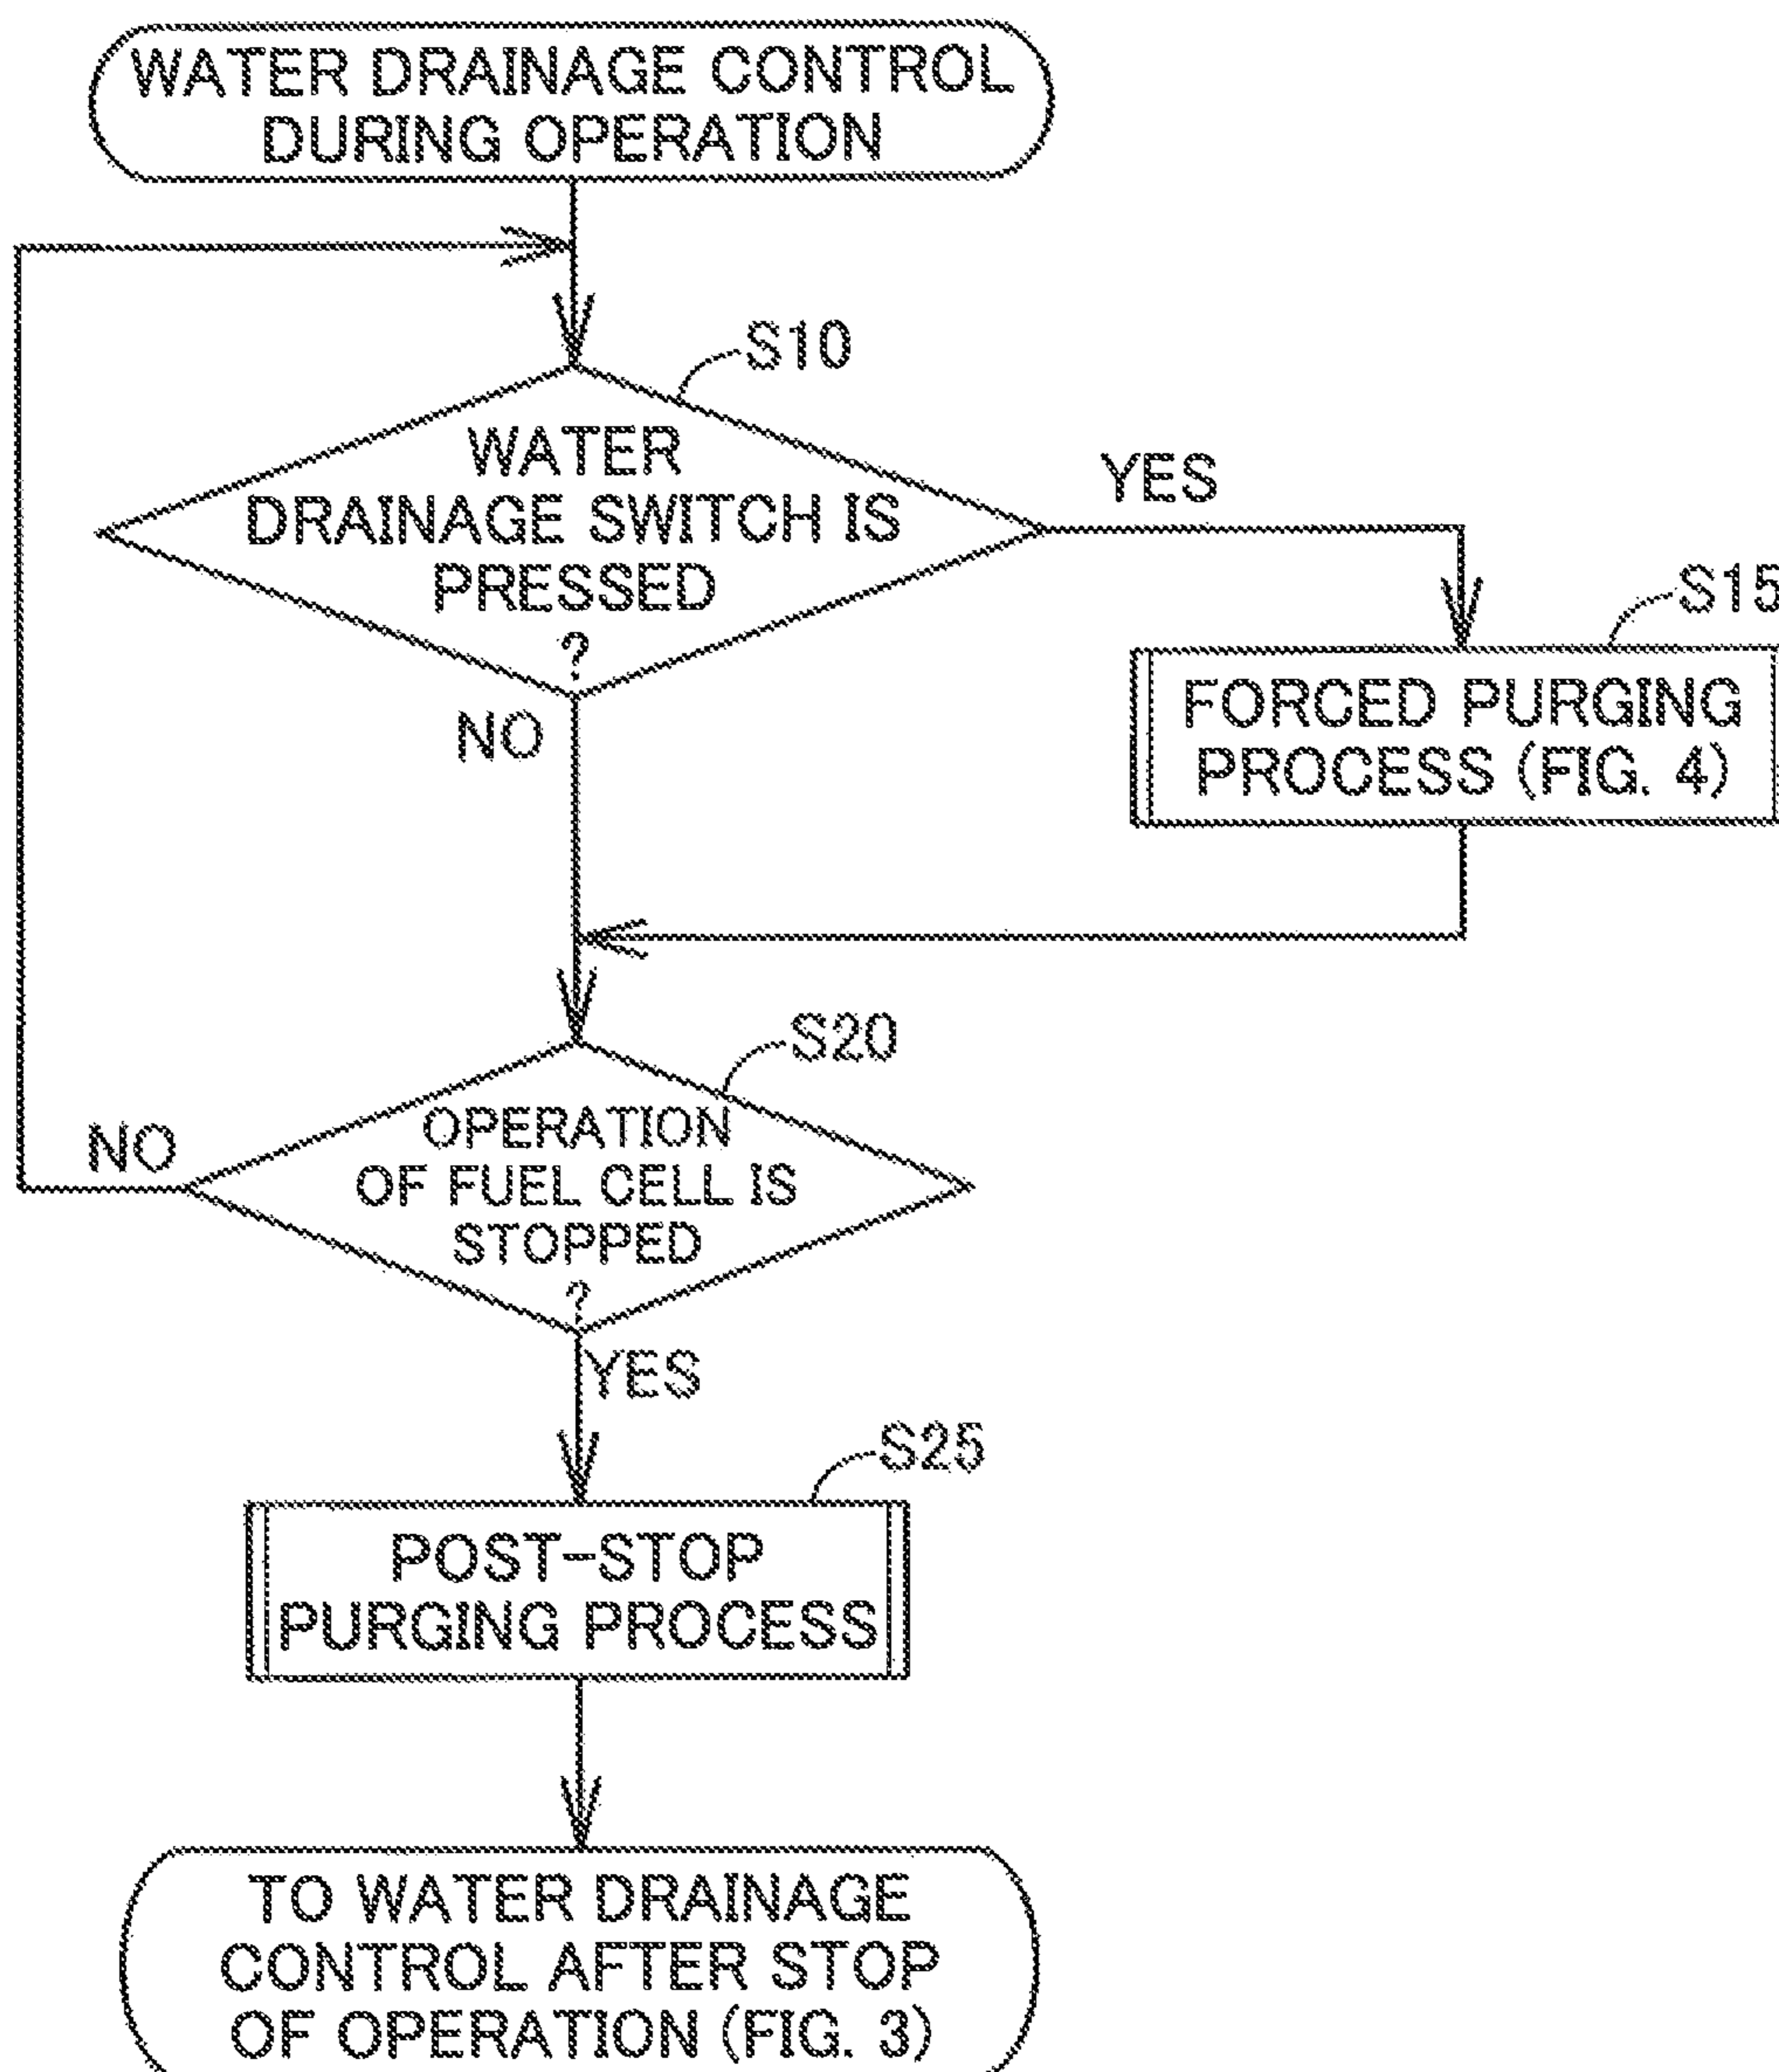 WATER DRAINAGE CONTROL
DURING OPERATION
S10
WATER
DRAINAGE SWITCH IS
PRESSED
?
YES
NO
S15
FORCED PURGING
PROCESS (FIG. 4)
S20
OPERATION
OF FUEL CELL IS
STOPPED
?
NO
YES
S25
POST-STOP
PURGING PROCESS
TO WATER DRAINAGE
CONTROL AFTER STOP
OF OPERATION (FIG. 3)